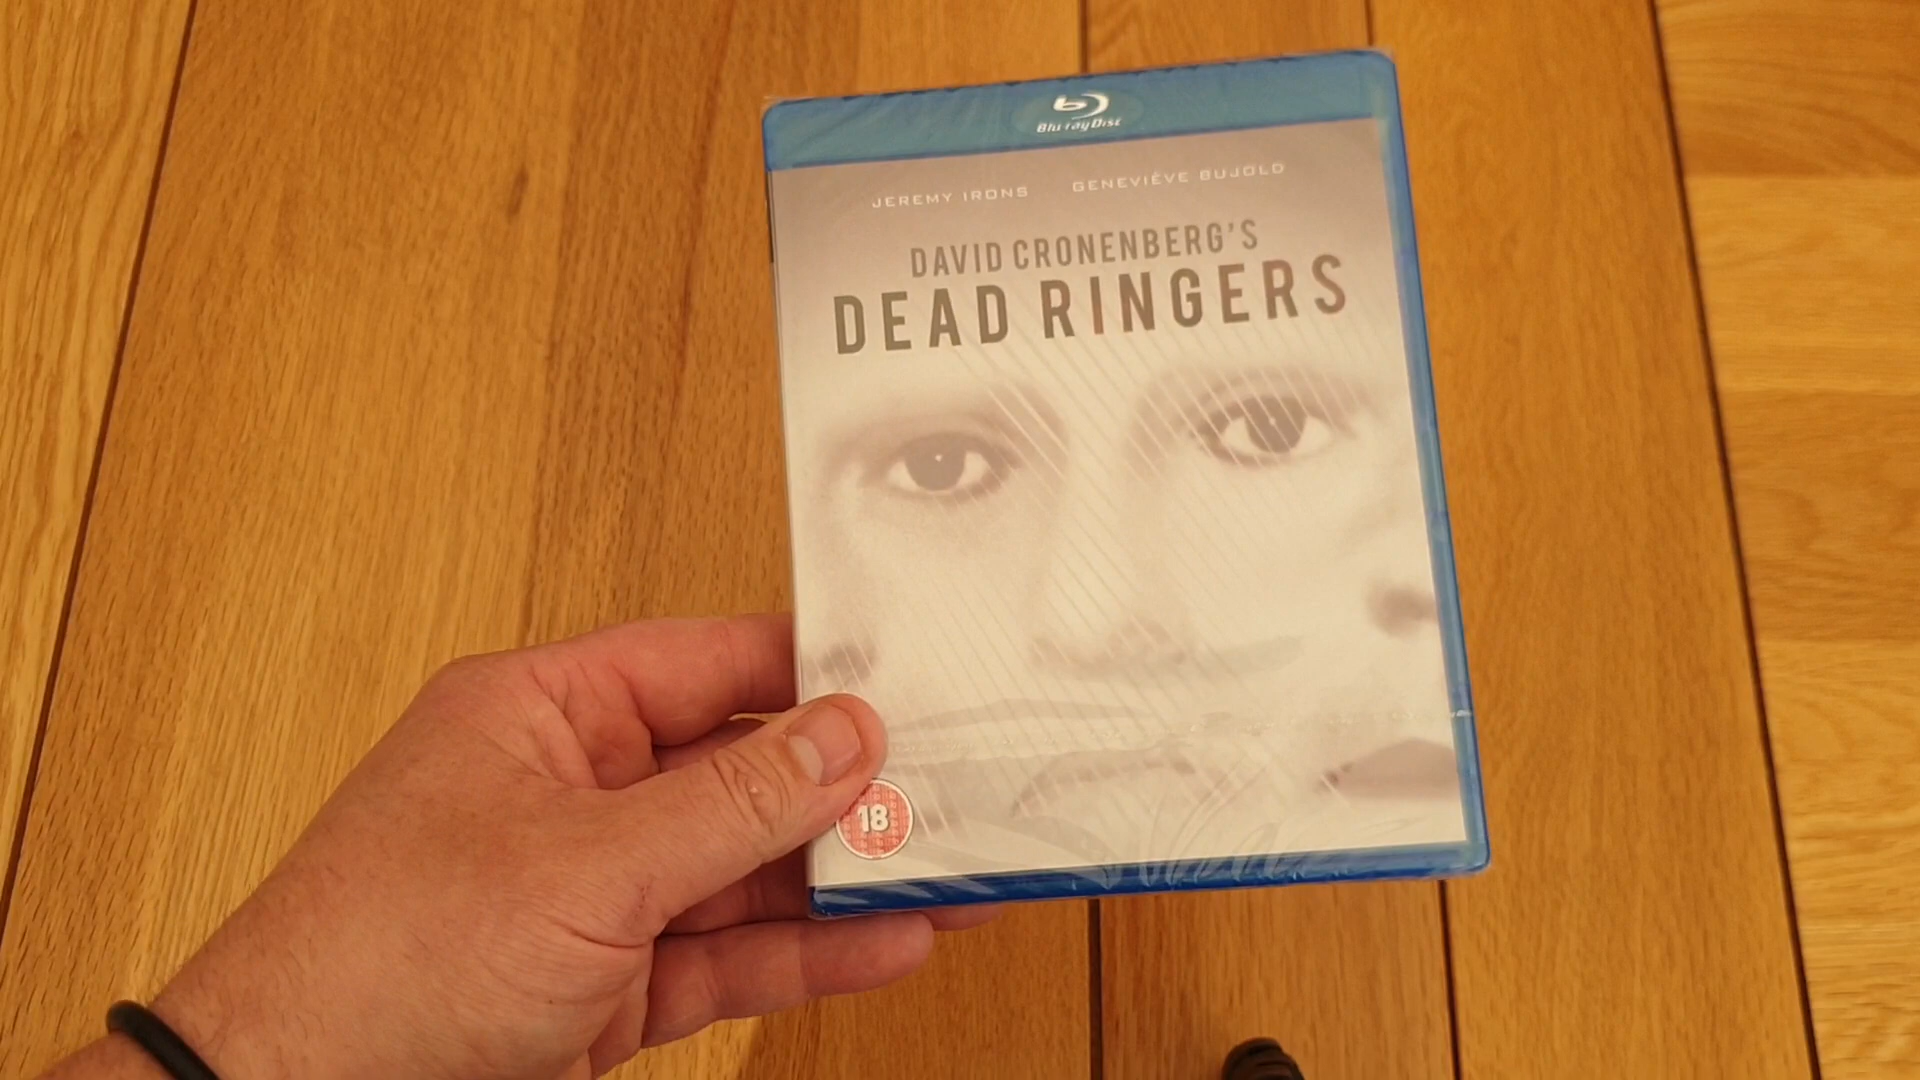 Blu-ray Disc
JEREMY IRONS GENEVIÈVE BUJOLD
DAVID CRONENBERG'S
DEAD RINGERS
18